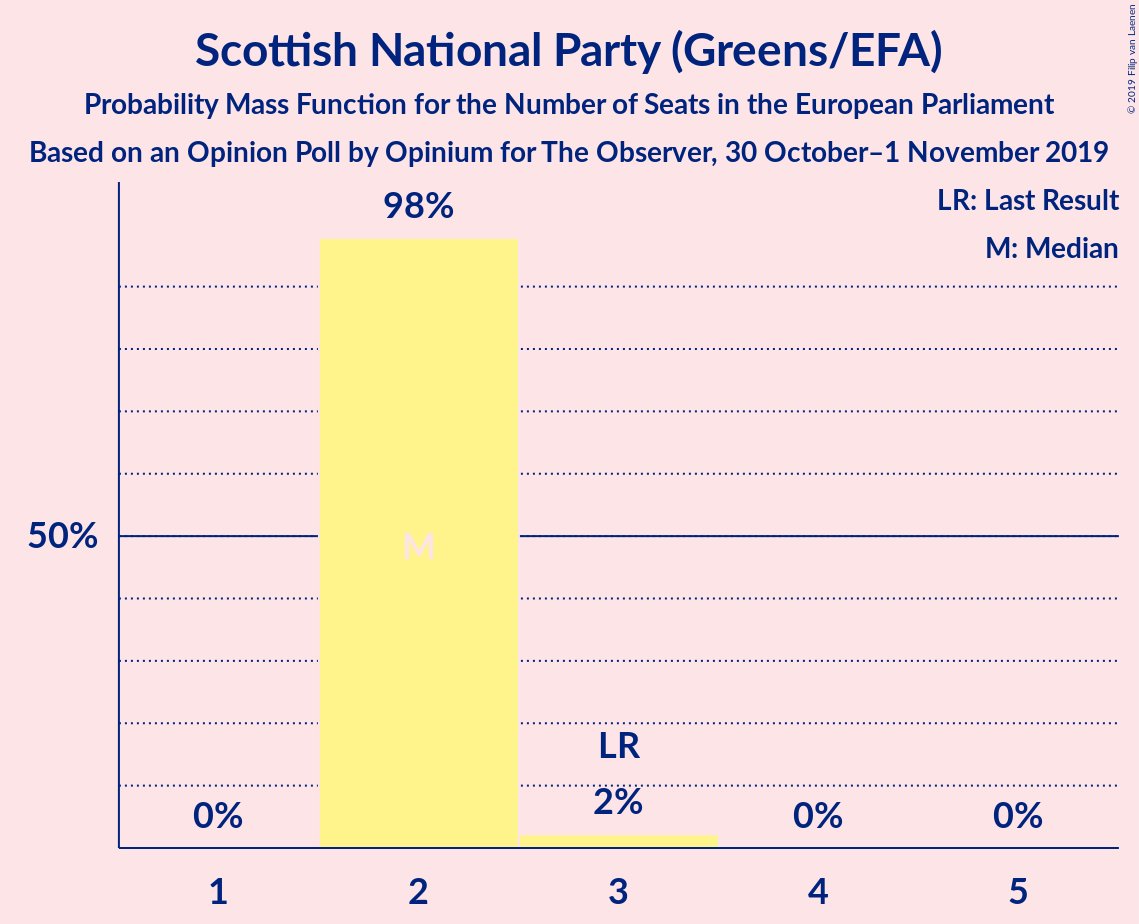 Scottish National Party (Greens/EFA)
Probability Mass Function for the Number of Seats in the European Parliament
Based on an Opinion Poll by Opinium for The Observer, 30 October–1 November 2019
© 2019 Filip van Laenen
LR: Last Result
M: Median
98%
50%
M
LR
0%
2%
0%
0%
1
2
3
4
5